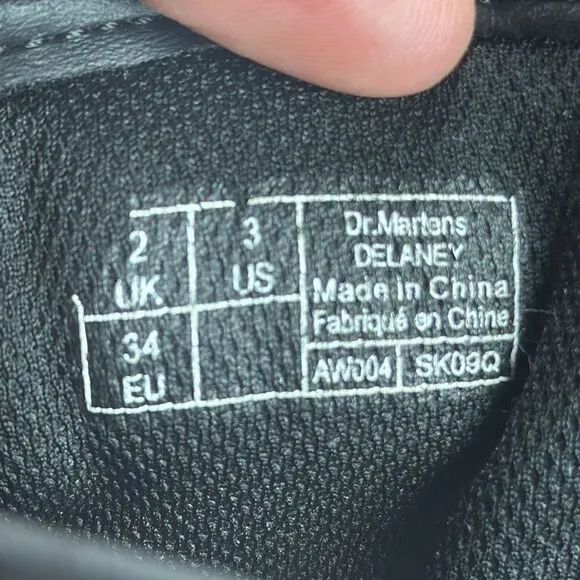 2
UK
3
US
34
EU
Dr.Martens
DELANEY
Made in China
Fabriqué en Chine
AW004
SK09Q